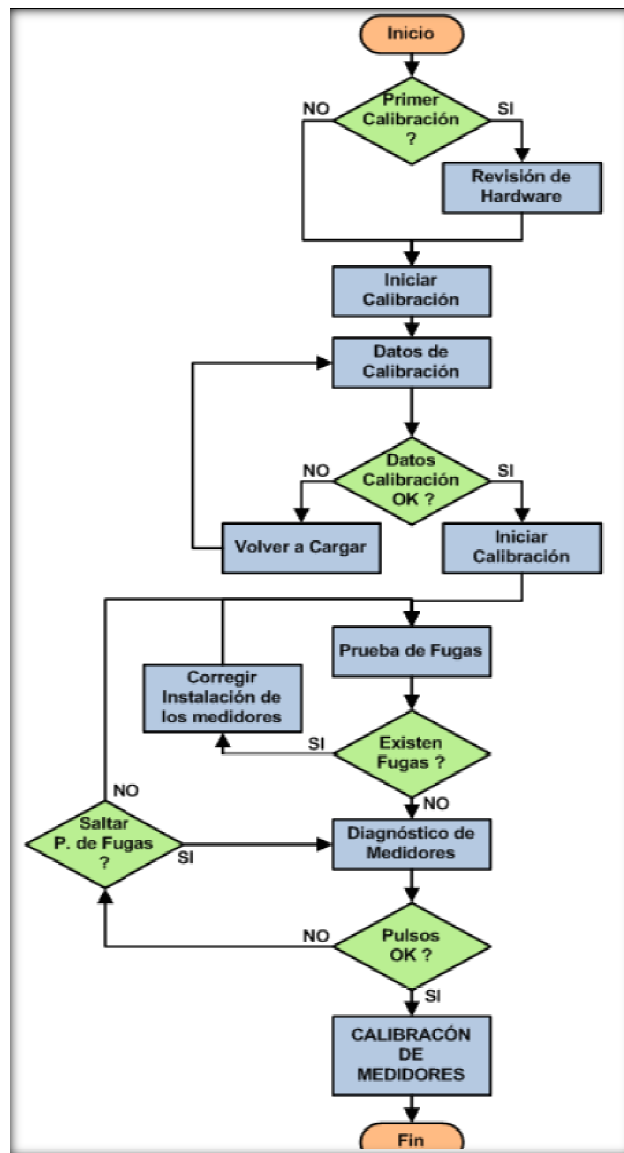 Inicio
Primer
Calibración
?
NO
SI
Revisión de
Hardware
Iniciar
Calibración
Datos de
Calibración
Datos
Calibración
OK ?
NO
SI
Volver a Cargar
Iniciar
Calibración
Prueba de Fugas
Corregir
Instalación de
los medidores
Existen
Fugas ?
SI
NO
NO
Saltar
P. de Fugas
?
SI
Diagnóstico de
Medidores
Pulsos
OK ?
NO
SI
CALIBRACÓN
DE
MEDIDORES
Fin